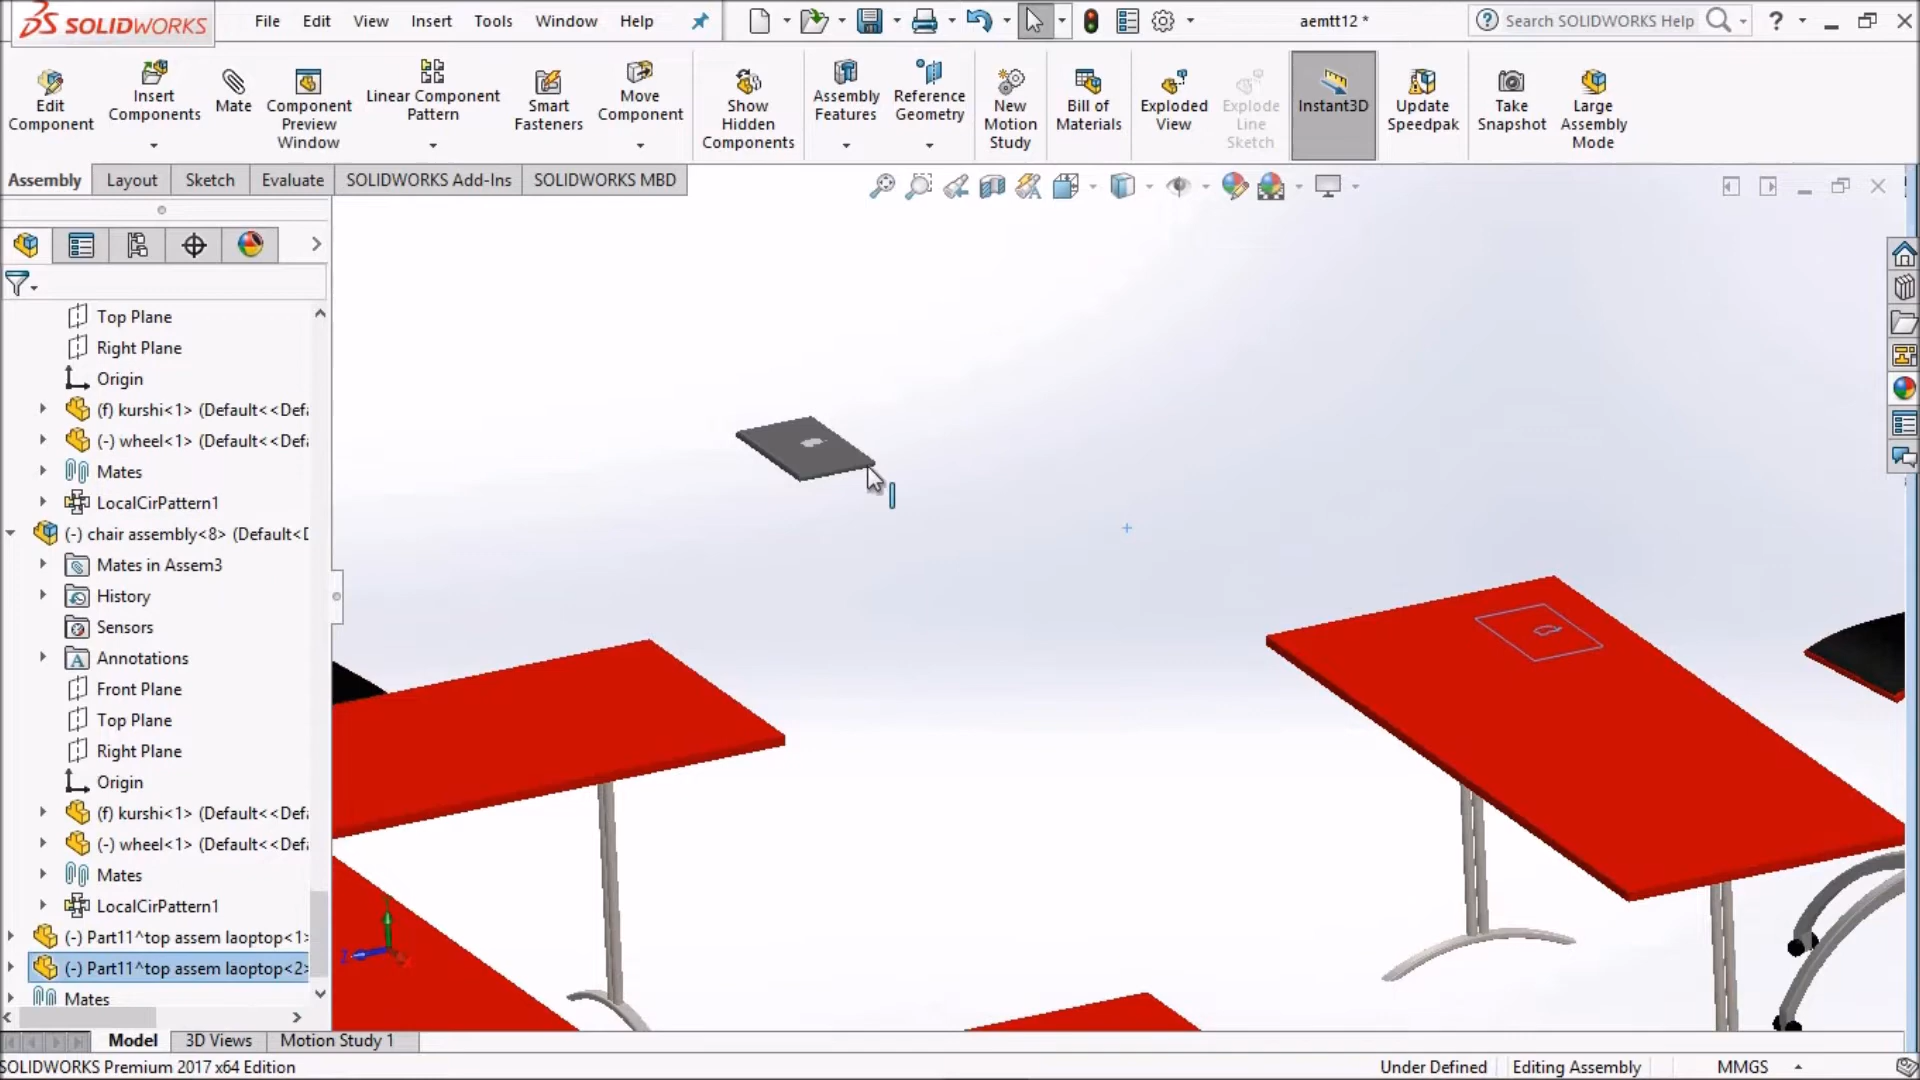 SOLIDWORKS File Edit View Insert Tools Window Help aemtt12 * Search SOLIDWORKS Help ?
Edit Component
Insert Components
Mate
Component Preview Window
Linear Component Pattern
Smart Fasteners
Move Component
Show Hidden Components
Assembly Features
Reference Geometry
New Motion Study
Bill of Materials
Exploded View
Explode Line Sketch
Instant3D
Update Speedpak
Take Snapshot
Large Assembly Mode
Assembly Layout Sketch Evaluate SOLIDWORKS Add-Ins SOLIDWORKS MBD
Top Plane
Right Plane
Origin
(f) kurshi<1> (Default<<Defa
(-) wheel<1> (Default<<Defa
Mates
LocalCirPattern1
(-) chair assembly<8> (Default<D
Mates in Assem3
History
Sensors
Annotations
Front Plane
Top Plane
Right Plane
Origin
(f) kurshi<1> (Default<<Defa
(-) wheel<1> (Default<<Defa
Mates
LocalCirPattern1
(-) Part11^top assem laoptop<1>
(-) Part11^top assem laoptop<2>
Mates
Z
Model 3D Views Motion Study 1
SOLIDWORKS Premium 2017 x64 Edition Under Defined Editing Assembly MMGS